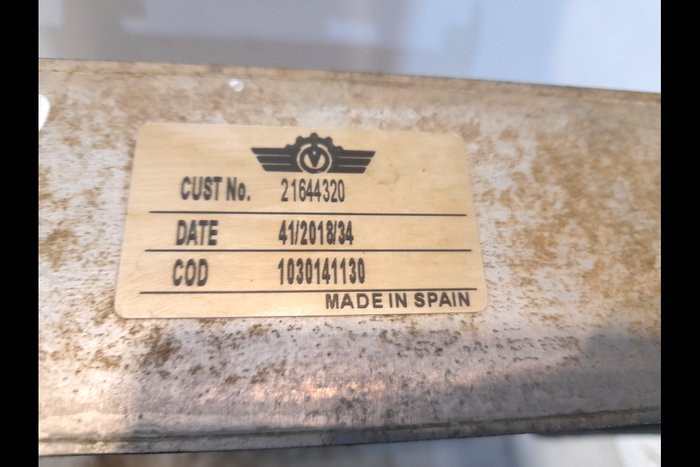 V
CUST No. 21644320
DATE 41/2018/34
COD 1030141130
MADE IN SPAIN